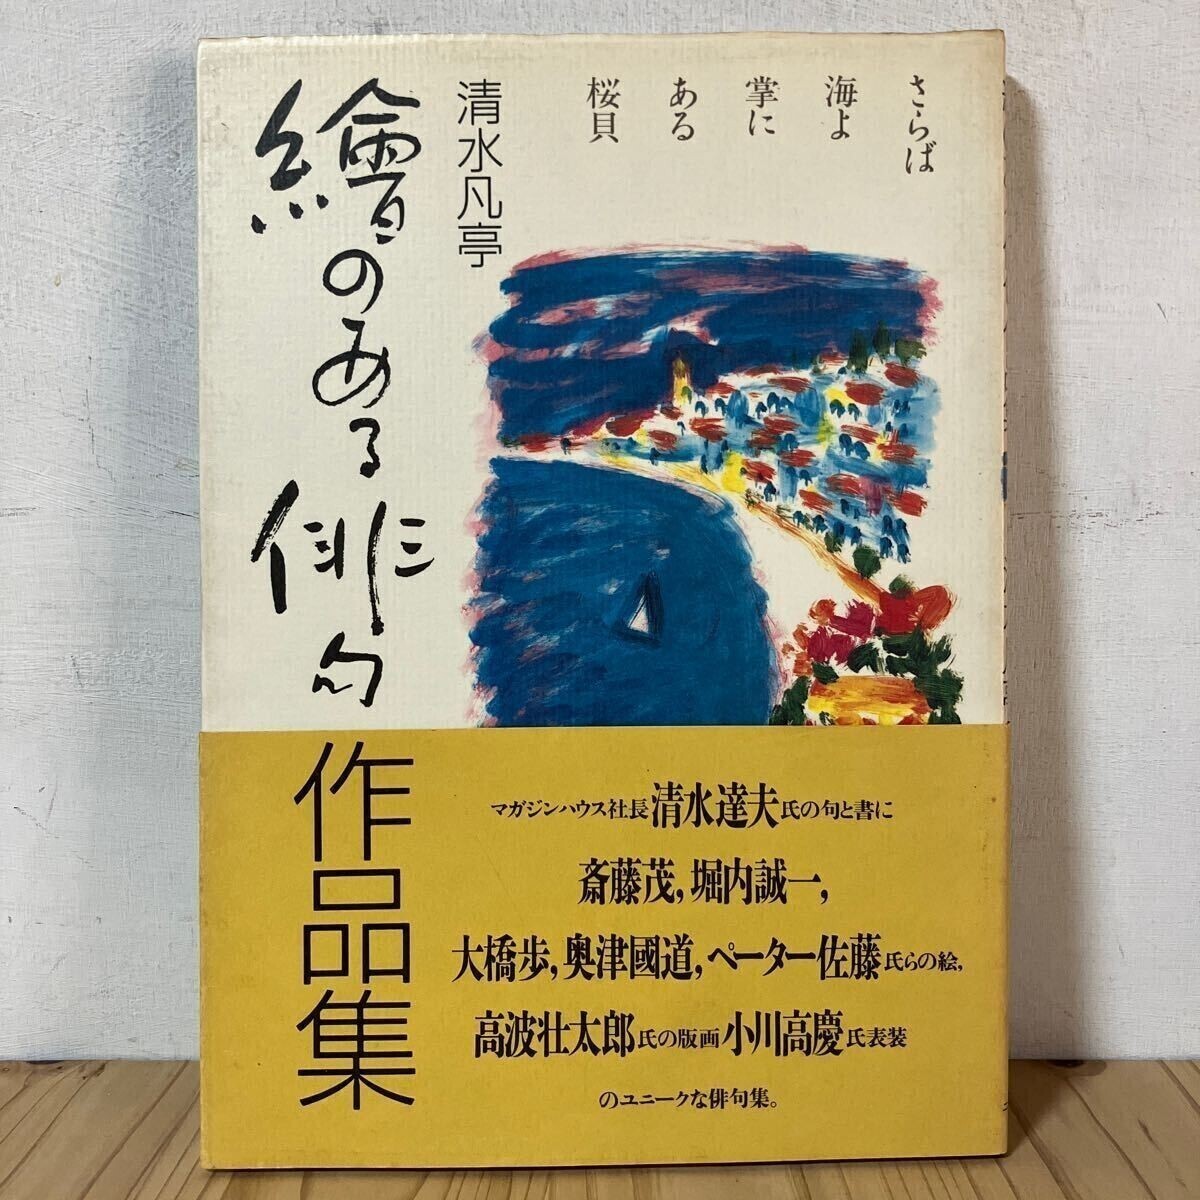 さらば
海よ
掌に
ある
桜貝
清水凡亭
繪のある俳句
作品集
マガジンハウス社長清水達夫氏の句と書に
斎藤茂,堀内誠一,
大橋歩,奥津國道,ペーター佐藤氏らの絵,
高波壮太郎氏の版画小川高慶氏表装
のユニークな俳句集。